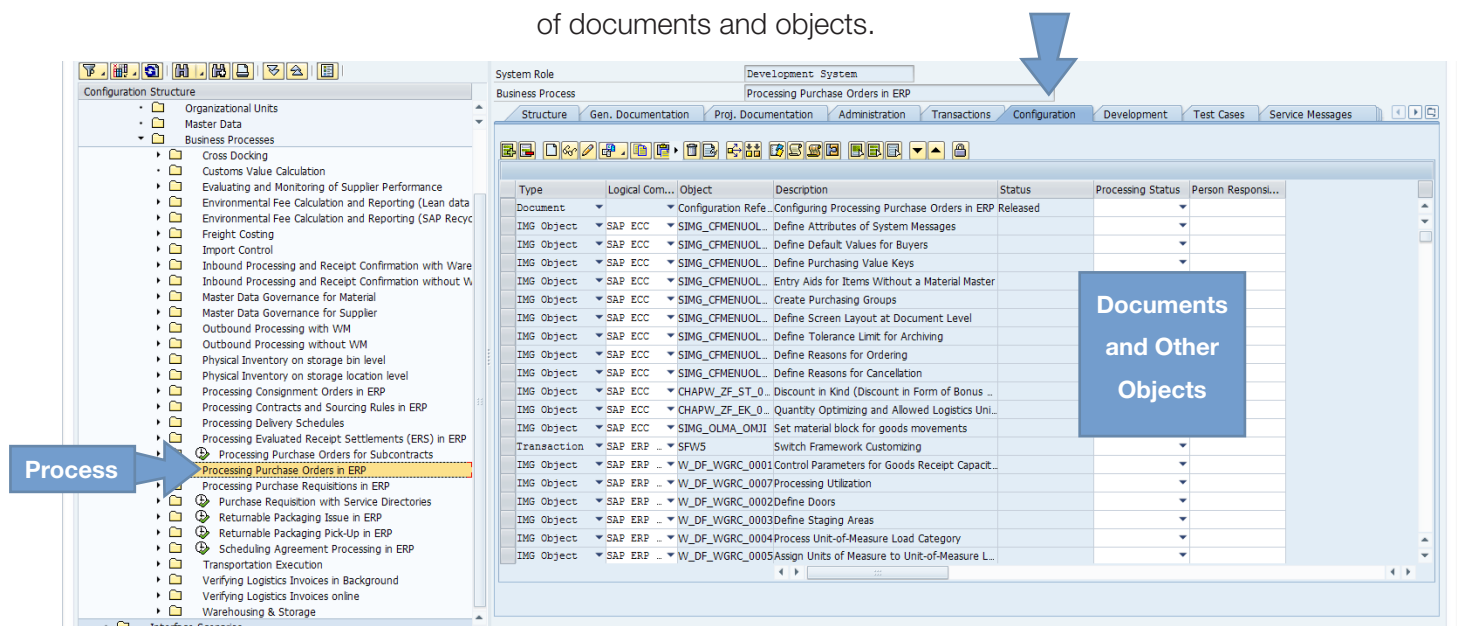 of documents and objects.
System Role Development System
Configuration Structure
Business Process Processing Purchase Orders in ERP
Structure Gen. Documentation Proj. Documentation Administration Transactions Configuration Development Test Cases Service Messages
Organizational Units
Master Data
Business Processes
Cross Docking
Customs Value Calculation
Evaluating and Monitoring of Supplier Performance
Environmental Fee Calculation and Reporting (Lean data
Environmental Fee Calculation and Reporting (SAP Recyc
Freight Costing
Import Control
Inbound Processing and Receipt Confirmation with Ware
Inbound Processing and Receipt Confirmation without W
Master Data Governance for Material
Master Data Governance for Supplier
Outbound Processing with WM
Outbound Processing without WM
Physical Inventory on storage bin level
Physical Inventory on storage location level
Processing Consignment Orders in ERP
Processing Contracts and Sourcing Rules in ERP
Processing Delivery Schedules
Processing Evaluated Receipt Settlements (ERS) in ERP
Processing Purchase Orders for Subcontracts
Process
Processing Purchase Orders in ERP
Processing Purchase Requisitions in ERP
Purchase Requisition with Service Directories
Returnable Packaging Issue in ERP
Returnable Packaging Pick-Up in ERP
Scheduling Agreement Processing in ERP
Transportation Execution
Verifying Logistics Invoices in Background
Verifying Logistics Invoices online
Warehousing & Storage
Interface Scenarios
Type Logical Com... Object Description Status Processing Status Person Responsi...
Document Configuration Refe... Configuring Processing Purchase Orders in ERP Released
IMG Object SAP ECC SIMG_CFMENUOL... Define Attributes of System Messages
IMG Object SAP ECC SIMG_CFMENUOL... Define Default Values for Buyers
IMG Object SAP ECC SIMG_CFMENUOL... Define Purchasing Value Keys
IMG Object SAP ECC SIMG_CFMENUOL... Entry Aids for Items Without a Material Master
IMG Object SAP ECC SIMG_CFMENUOL... Create Purchasing Groups
IMG Object SAP ECC SIMG_CFMENUOL... Define Screen Layout at Document Level
IMG Object SAP ECC SIMG_CFMENUOL... Define Tolerance Limit for Archiving
IMG Object SAP ECC SIMG_CFMENUOL... Define Reasons for Ordering
IMG Object SAP ECC SIMG_CFMENUOL... Define Reasons for Cancellation
IMG Object SAP ECC CHAPW_ZF_ST_0... Discount in Kind (Discount in Form of Bonus ...
IMG Object SAP ECC CHAPW_ZF_EK_0... Quantity Optimizing and Allowed Logistics Uni...
IMG Object SAP ECC SIMG_OLMA_OMJI Set material block for goods movements
Transaction SAP ERP ... SFW5 Switch Framework Customizing
IMG Object SAP ERP ... W_DF_WGRC_0001 Control Parameters for Goods Receipt Capacit...
IMG Object SAP ERP ... W_DF_WGRC_0007 Processing Utilization
IMG Object SAP ERP ... W_DF_WGRC_0002 Define Doors
IMG Object SAP ERP ... W_DF_WGRC_0003 Define Staging Areas
IMG Object SAP ERP ... W_DF_WGRC_0004 Process Unit-of-Measure Load Category
IMG Object SAP ERP ... W_DF_WGRC_0005 Assign Units of Measure to Unit-of-Measure L...
Documents
and Other
Objects